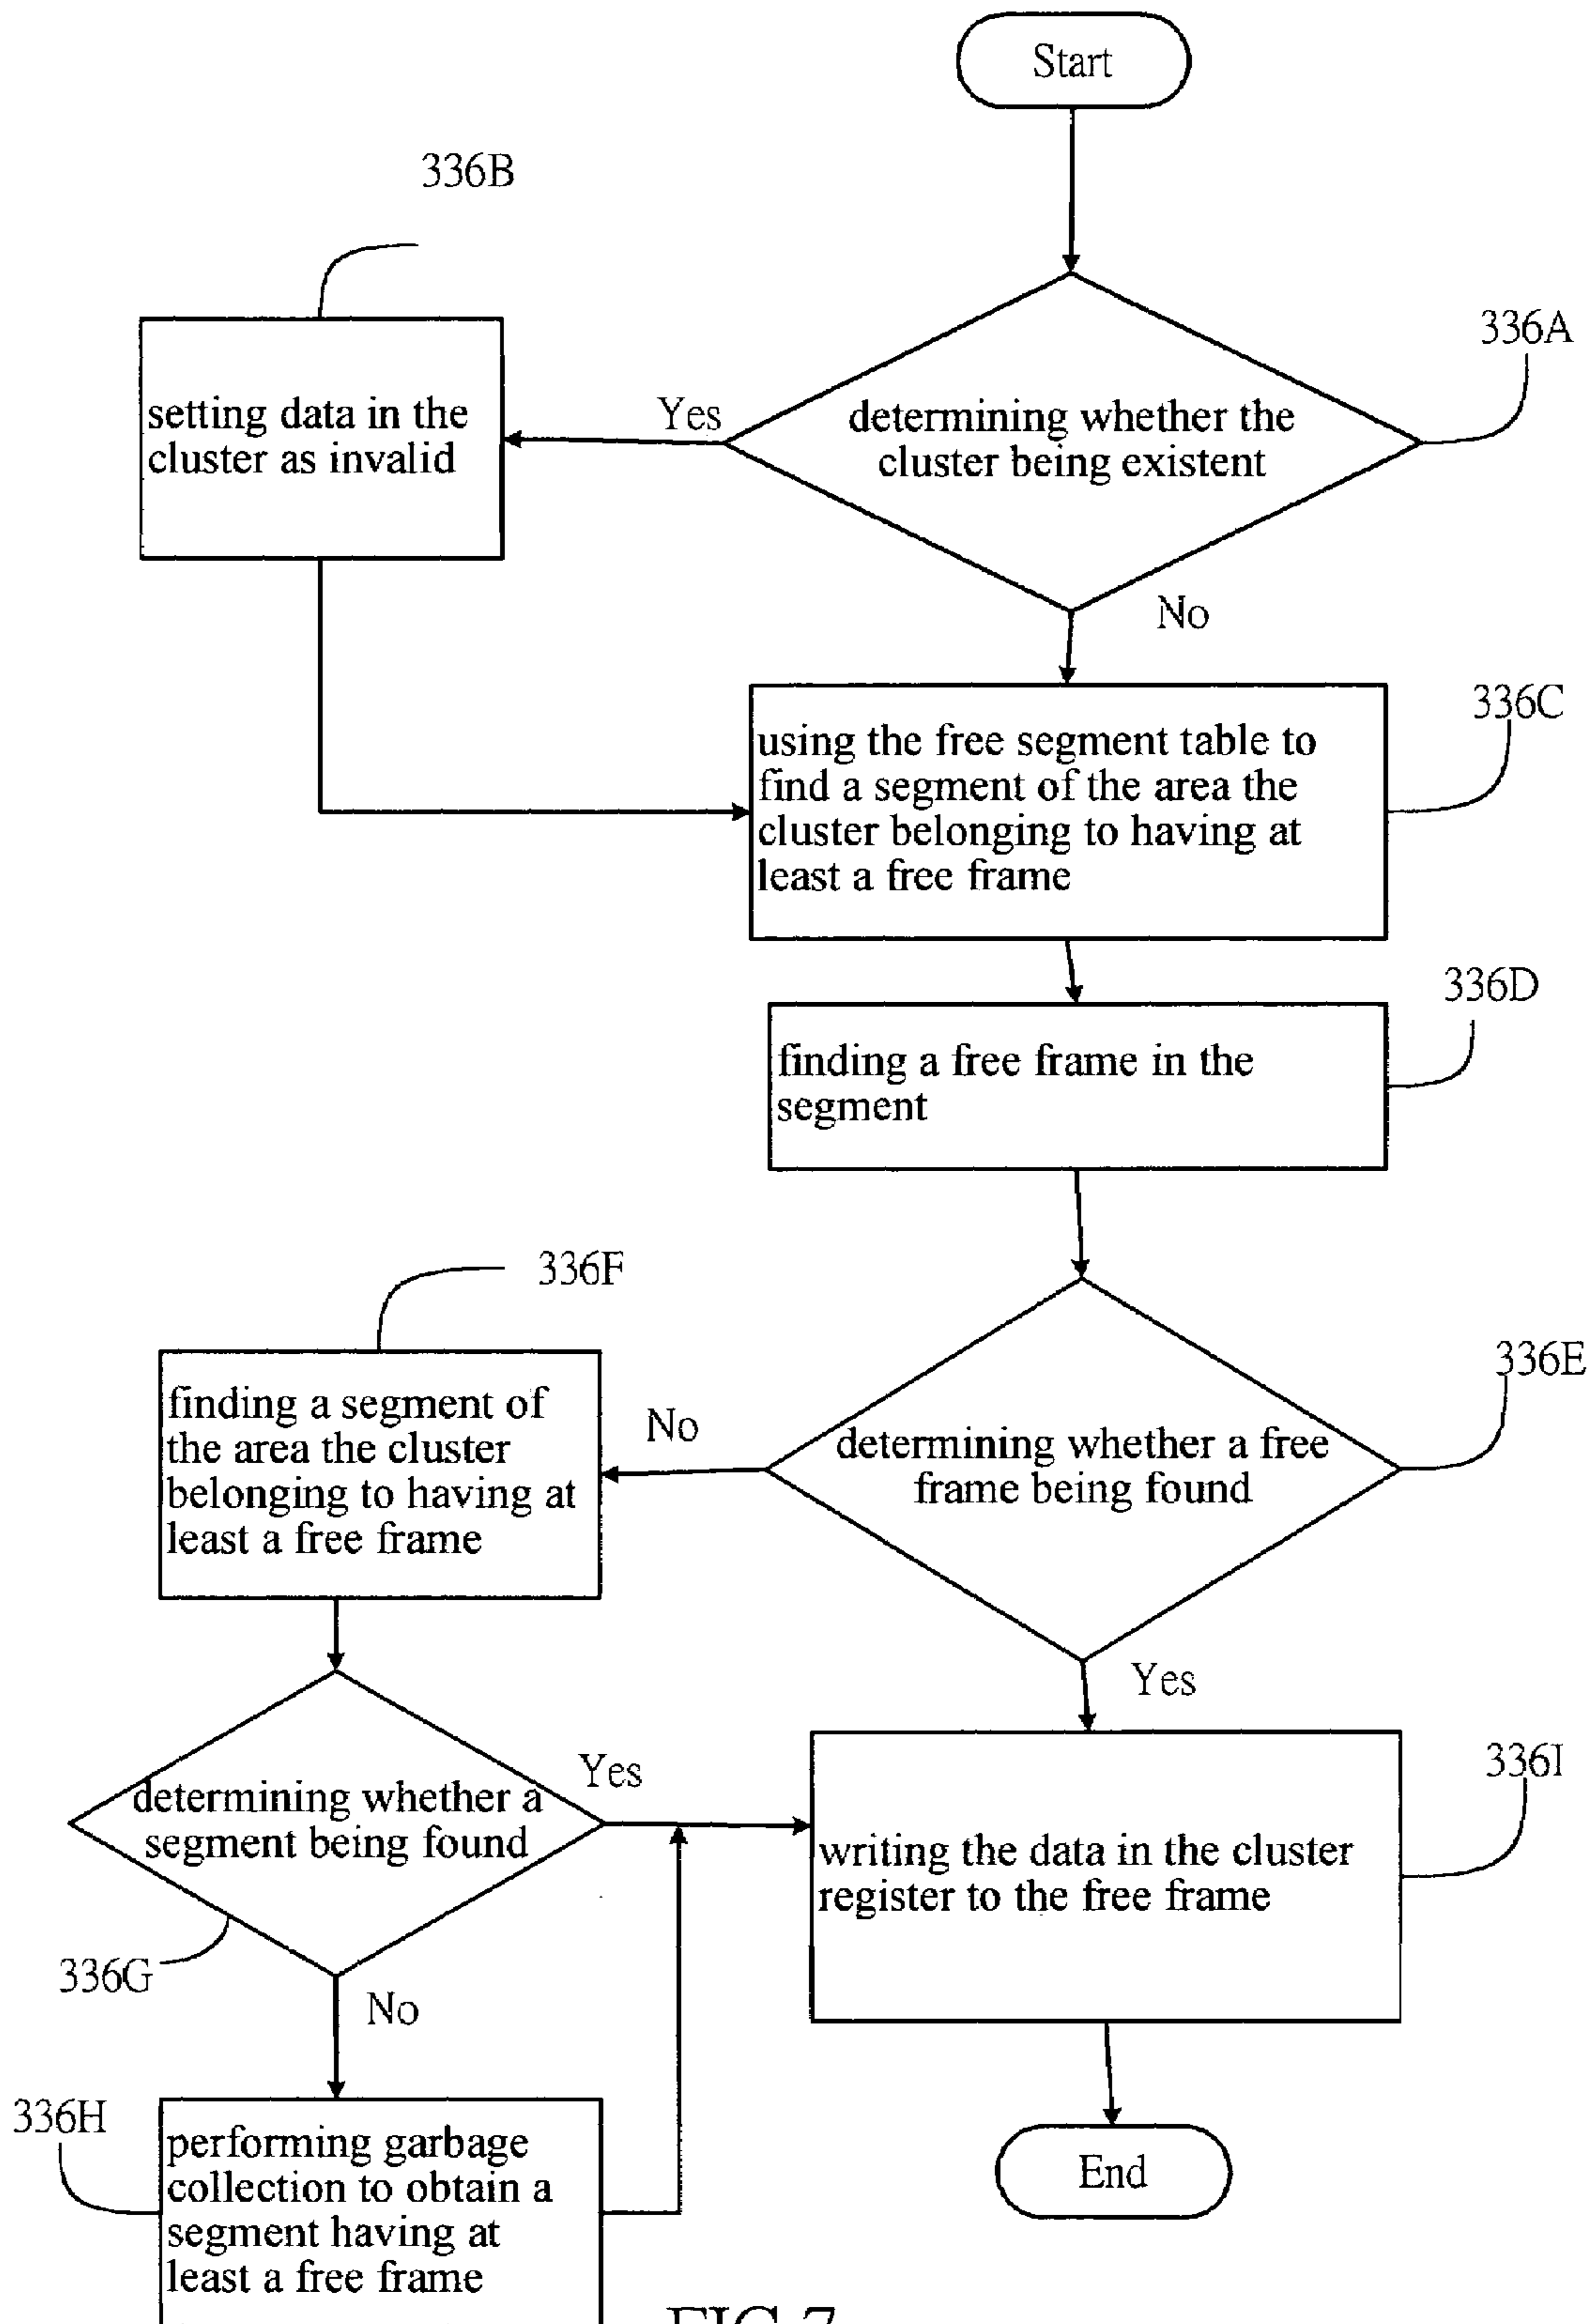 Start
336B
336A
setting data in the
cluster as invalid
Yes
determining whether the
cluster being existent
No
336C
using the free segment table to
find a segment of the area the
cluster belonging to having at
least a free frame
336D
finding a free frame in the
segment
336F
336E
finding a segment of
the area the cluster
belonging to having at
least a free frame
No
determining whether a free
frame being found
Yes
determining whether a
segment being found
Yes
336I
writing the data in the cluster
register to the free frame
336G
No
336H
performing garbage
collection to obtain a
segment having at
least a free frame
End
FIG.7